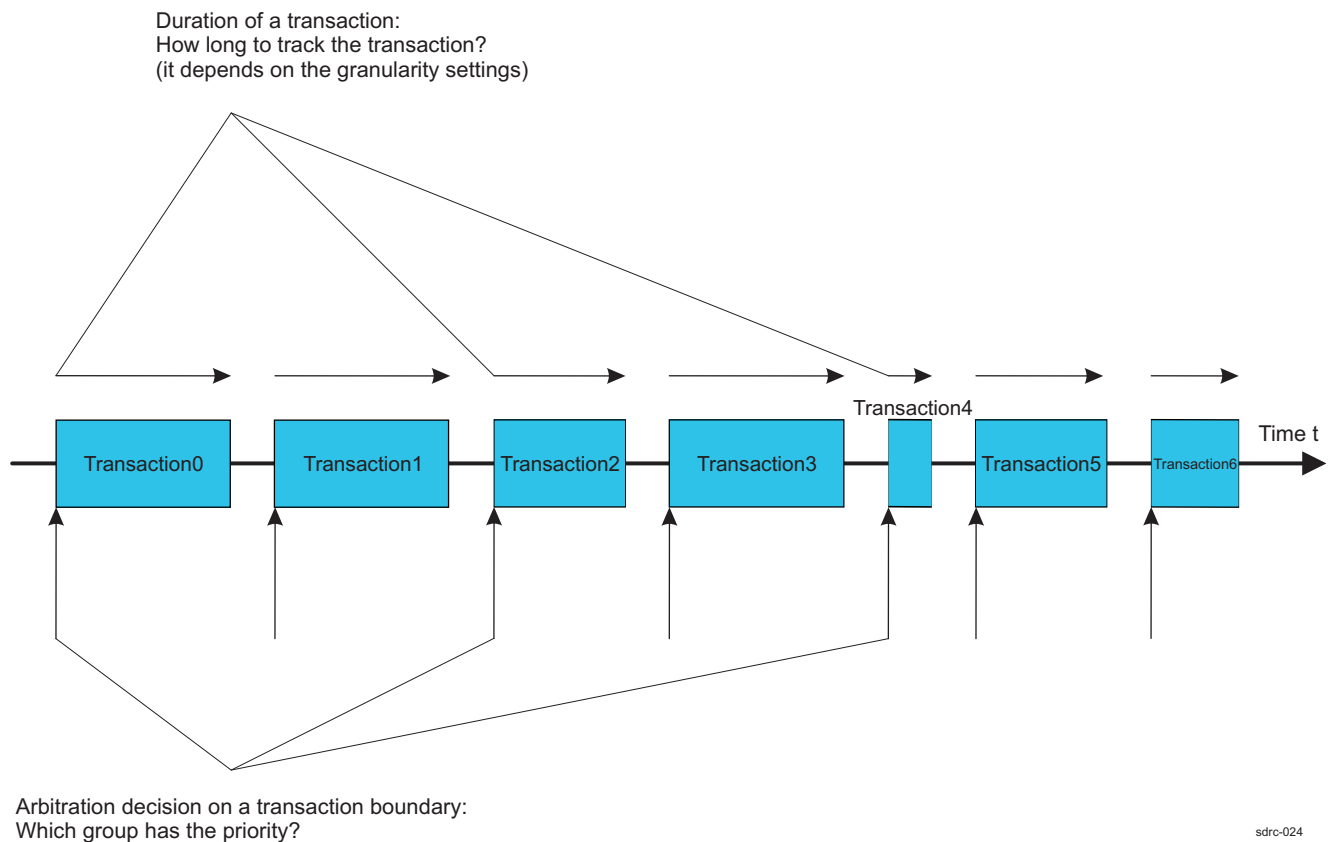 Duration of a transaction:
How long to track the transaction?
(it depends on the granularity settings)
Transaction4
Time t
Transaction0
Transaction1
Transaction2
Transaction3
Transaction5
Transaction6
Arbitration decision on a transaction boundary:
Which group has the priority?
sdrc-024